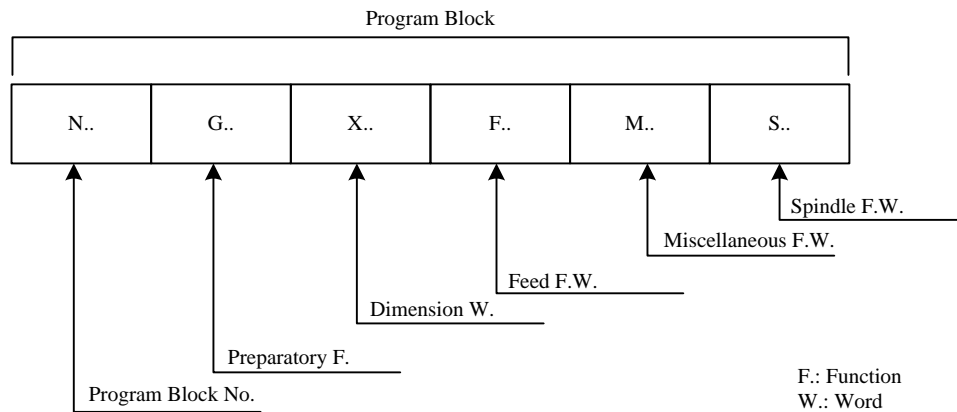 Program Block
N..
G..
X..
F..
M..
S..
Spindle F.W.
Miscellaneous F.W.
Feed F.W.
Dimension W.
Preparatory F.
Program Block No.
F.: Function
W.: Word